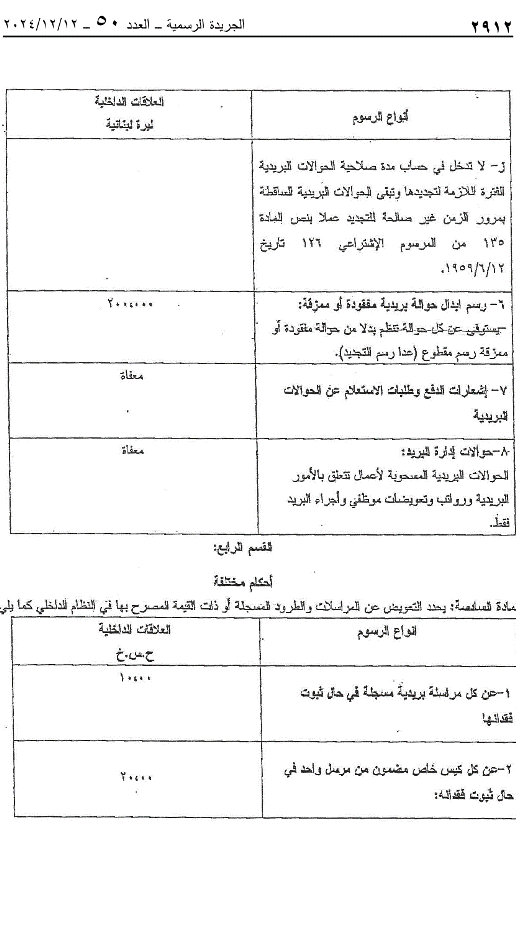 ٢٩١٢
الجريدة الرسمية – العدد ٥٠ – ٢٠٢٤/١٢/١٢
أنواع الرسوم
العلاقات الداخلية
ليرة لبنانية
ز- لا تدخل في حساب مدة صلاحية الحوالات البريدية
الفترة اللازمة لتجديدها وتبقى الحوالات البريدية الساقطة
بمرور الزمن غير صالحة للتجديد عملا بنص المادة
١٣٥ من المرسوم الإشتراعي ١٢٦ تاريخ
١٩٥٩/٦/١٢.
٦- رسم ابدال حوالة بريدية مفقودة أو ممزقة:
يستوفى عن كل حوالة تنظم بدلا من حوالة مفقودة أو
ممزقة رسم مقطوع (عدا رسم التجديد).
٧- إشعارات الدفع وطلبات الاستعلام عن الحوالات
البريدية
معفاة
٨-حوالات إدارة البريد:
معفاة
الحوالات البريدية المسحوبة لأعمال تتعلق بالأمور
البريدية ورواتب وتعويضات موظفي وأجراء البريد
فقط.
القسم الرابع:
أحكام مختلفة
مادة السادسة: يحدد التعويض عن المراسلات والطرود المسجلة أو ذات القيمة المصرح بها في النظام الداخلي كما يلي
انواع الرسوم
العلاقات الداخلية
ح.س.خ
١-عن كل مراسلة بريدية مسجلة في حال ثبوت
فقدانها
١٠،٠٠
٢-عن كل كيس خاص مضمون من مرسل واحد في
حال ثبوت فقدانه:
٢٠،٠٠